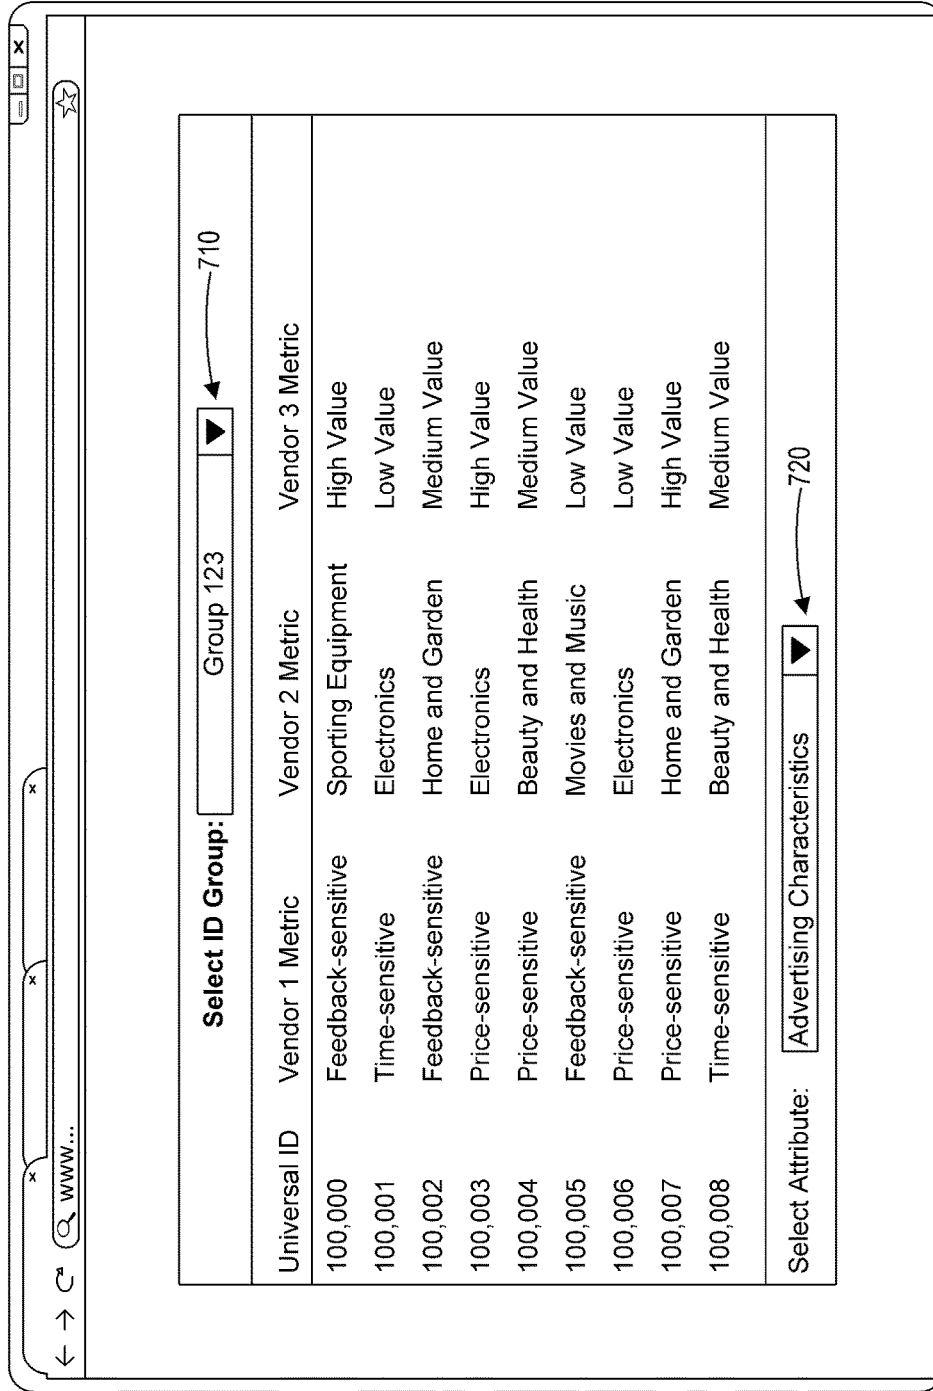 x x x
www...
Select ID Group: Group 123
710
Universal ID Vendor 1 Metric Vendor 2 Metric Vendor 3 Metric
100,000 Feedback-sensitive Sporting Equipment High Value
100,001 Time-sensitive Electronics Low Value
100,002 Feedback-sensitive Home and Garden Medium Value
100,003 Price-sensitive Electronics High Value
100,004 Price-sensitive Beauty and Health Medium Value
100,005 Feedback-sensitive Movies and Music Low Value
100,006 Price-sensitive Electronics Low Value
100,007 Price-sensitive Home and Garden High Value
100,008 Time-sensitive Beauty and Health Medium Value
Select Attribute: Advertising Characteristics
720